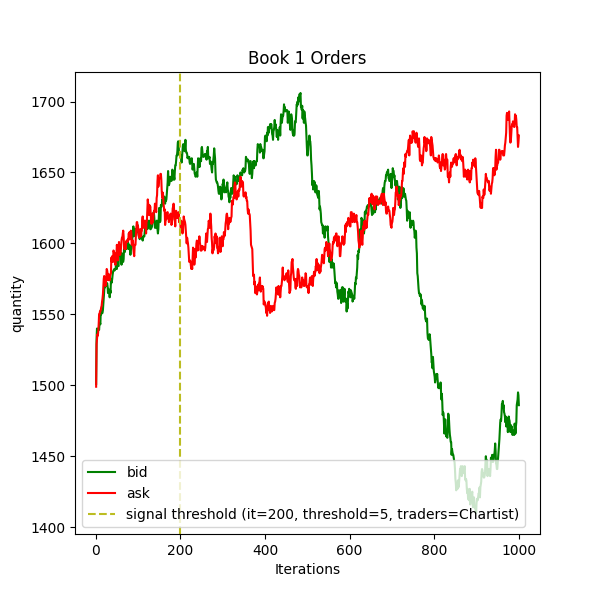 Book 1 Orders
quantity
1700
1650
1600
1550
1500
1450
1400
bid
ask
signal threshold (it=200, threshold=5, traders=Chartist)
0 200 400 600 800 1000
Iterations